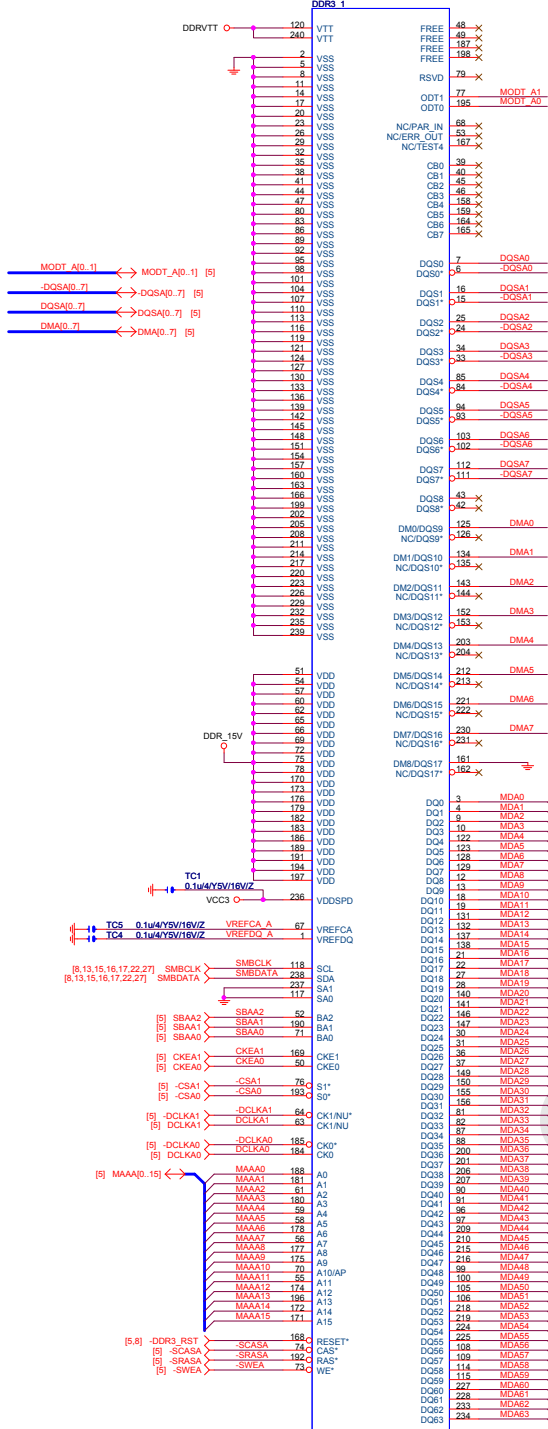 DDR3_1
DDRVTT
120 VTT
240 VTT
2 VSS
5 VSS
8 VSS
11 VSS
14 VSS
17 VSS
20 VSS
23 VSS
26 VSS
29 VSS
32 VSS
35 VSS
38 VSS
41 VSS
44 VSS
47 VSS
80 VSS
83 VSS
86 VSS
89 VSS
92 VSS
95 VSS
98 VSS
101 VSS
104 VSS
107 VSS
110 VSS
113 VSS
116 VSS
119 VSS
121 VSS
124 VSS
127 VSS
130 VSS
133 VSS
136 VSS
139 VSS
142 VSS
145 VSS
148 VSS
151 VSS
154 VSS
157 VSS
160 VSS
163 VSS
166 VSS
199 VSS
202 VSS
205 VSS
208 VSS
211 VSS
214 VSS
217 VSS
220 VSS
223 VSS
226 VSS
229 VSS
232 VSS
235 VSS
239 VSS
MODT_A[0..1] MODT_A[0..1] [5]
-DQSA[0..7] -DQSA[0..7] [5]
DQSA[0..7] DQSA[0..7] [5]
DMA[0..7] DMA[0..7] [5]
DDR_15V
51 VDD
54 VDD
57 VDD
60 VDD
62 VDD
65 VDD
66 VDD
69 VDD
72 VDD
75 VDD
78 VDD
170 VDD
173 VDD
176 VDD
179 VDD
182 VDD
183 VDD
186 VDD
189 VDD
191 VDD
194 VDD
197 VDD
TC1
0.1u/4/Y5V/16V/Z
VCC3 236 VDDSPD
TC5 0.1u/4/Y5V/16V/Z VREFCA_A 67 VREFCA
TC4 0.1u/4/Y5V/16V/Z VREFDQ_A 1 VREFDQ
[8,13,15,16,17,22,27] SMBCLK SMBCLK 118 SCL
[8,13,15,16,17,22,27] SMBDATA SMBDATA 238 SDA
237 SA1
117 SA0
[5] SBAA2 SBAA2 52 BA2
[5] SBAA1 SBAA1 190 BA1
[5] SBAA0 SBAA0 71 BA0
[5] CKEA1 CKEA1 169 CKE1
[5] CKEA0 CKEA0 50 CKE0
[5] -CSA1 -CSA1 76 S1*
[5] -CSA0 -CSA0 193 S0*
[5] -DCLKA1 -DCLKA1 64 CK1/NU*
[5] DCLKA1 DCLKA1 63 CK1/NU
[5] -DCLKA0 -DCLKA0 185 CK0*
[5] DCLKA0 DCLKA0 184 CK0
[5] MAAA[0..15]
MAAA0 188 A0
MAAA1 181 A1
MAAA2 61 A2
MAAA3 180 A3
MAAA4 59 A4
MAAA5 58 A5
MAAA6 178 A6
MAAA7 56 A7
MAAA8 177 A8
MAAA9 175 A9
MAAA10 70 A10/AP
MAAA11 55 A11
MAAA12 174 A12
MAAA13 196 A13
MAAA14 172 A14
MAAA15 171 A15
[5,8] -DDR3_RST 168 RESET*
[5] -SCASA -SCASA 74 CAS*
[5] -SRASA -SRASA 192 RAS*
[5] -SWEA -SWEA 73 WE*
FREE 48
FREE 49
FREE 187
FREE 198
RSVD 79
ODT1 77 MODT_A1
ODT0 195 MODT_A0
NC/PAR_IN 68
NC/ERR_OUT 53
NC/TEST4 167
CB0 39
CB1 40
CB2 45
CB3 46
CB4 158
CB5 159
CB6 164
CB7 165
DQS0 7 DQSA0
DQS0* 6 -DQSA0
DQS1 16 DQSA1
DQS1* 15 -DQSA1
DQS2 25 DQSA2
DQS2* 24 -DQSA2
DQS3 34 DQSA3
DQS3* 33 -DQSA3
DQS4 85 DQSA4
DQS4* 84 -DQSA4
DQS5 94 DQSA5
DQS5* 93 -DQSA5
DQS6 103 DQSA6
DQS6* 102 -DQSA6
DQS7 112 DQSA7
DQS7* 111 -DQSA7
DQS8 43
DQS8* 42
DM0/DQS9 125 DMA0
NC/DQS9* 126
DM1/DQS10 134 DMA1
NC/DQS10* 135
DM2/DQS11 143 DMA2
NC/DQS11* 144
DM3/DQS12 152 DMA3
NC/DQS12* 153
DM4/DQS13 203 DMA4
NC/DQS13* 204
DM5/DQS14 212 DMA5
NC/DQS14* 213
DM6/DQS15 221 DMA6
NC/DQS15* 222
DM7/DQS16 230 DMA7
NC/DQS16* 231
DM8/DQS17 161
NC/DQS17* 162
DQ0 3 MDA0
DQ1 4 MDA1
DQ2 9 MDA2
DQ3 10 MDA3
DQ4 122 MDA4
DQ5 123 MDA5
DQ6 128 MDA6
DQ7 129 MDA7
DQ8 12 MDA8
DQ9 13 MDA9
DQ10 18 MDA10
DQ11 19 MDA11
DQ12 131 MDA12
DQ13 132 MDA13
DQ14 137 MDA14
DQ15 138 MDA15
DQ16 21 MDA16
DQ17 22 MDA17
DQ18 27 MDA18
DQ19 28 MDA19
DQ20 140 MDA20
DQ21 141 MDA21
DQ22 146 MDA22
DQ23 147 MDA23
DQ24 30 MDA24
DQ25 31 MDA25
DQ26 36 MDA26
DQ27 37 MDA27
DQ28 149 MDA28
DQ29 150 MDA29
DQ30 155 MDA30
DQ31 156 MDA31
DQ32 81 MDA32
DQ33 82 MDA33
DQ34 87 MDA34
DQ35 88 MDA35
DQ36 200 MDA36
DQ37 201 MDA37
DQ38 206 MDA38
DQ39 207 MDA39
DQ40 90 MDA40
DQ41 91 MDA41
DQ42 96 MDA42
DQ43 97 MDA43
DQ44 209 MDA44
DQ45 210 MDA45
DQ46 215 MDA46
DQ47 216 MDA47
DQ48 99 MDA48
DQ49 100 MDA49
DQ50 105 MDA50
DQ51 106 MDA51
DQ52 218 MDA52
DQ53 219 MDA53
DQ54 224 MDA54
DQ55 225 MDA55
DQ56 108 MDA56
DQ57 109 MDA57
DQ58 114 MDA58
DQ59 115 MDA59
DQ60 227 MDA60
DQ61 228 MDA61
DQ62 233 MDA62
DQ63 234 MDA63